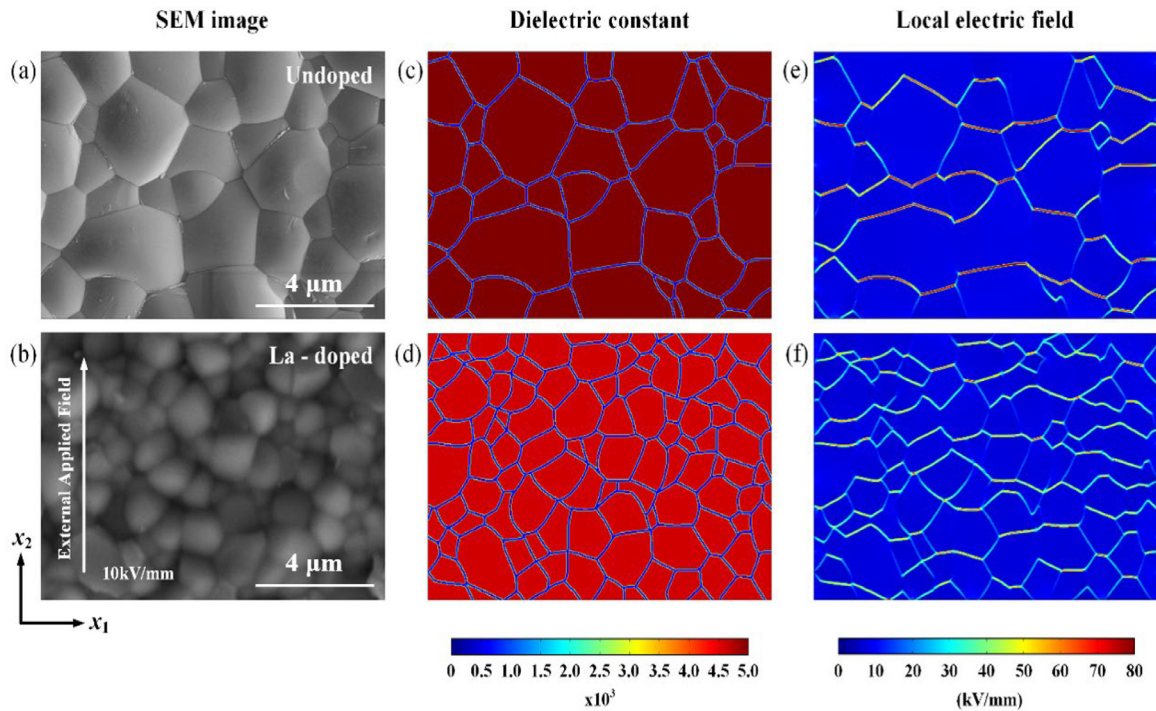 SEM image
Dielectric constant
Local electric field
(a)
Undoped
4 μm
(c)
(e)
(b)
La - doped
External Applied Field
10kV/mm
4 μm
(d)
(f)
x₂
x₁
0 0.5 1.0 1.5 2.0 2.5 3.0 4.0 4.5 5.0
x10³
0 10 20 30 40 50 60 70 80
(kV/mm)